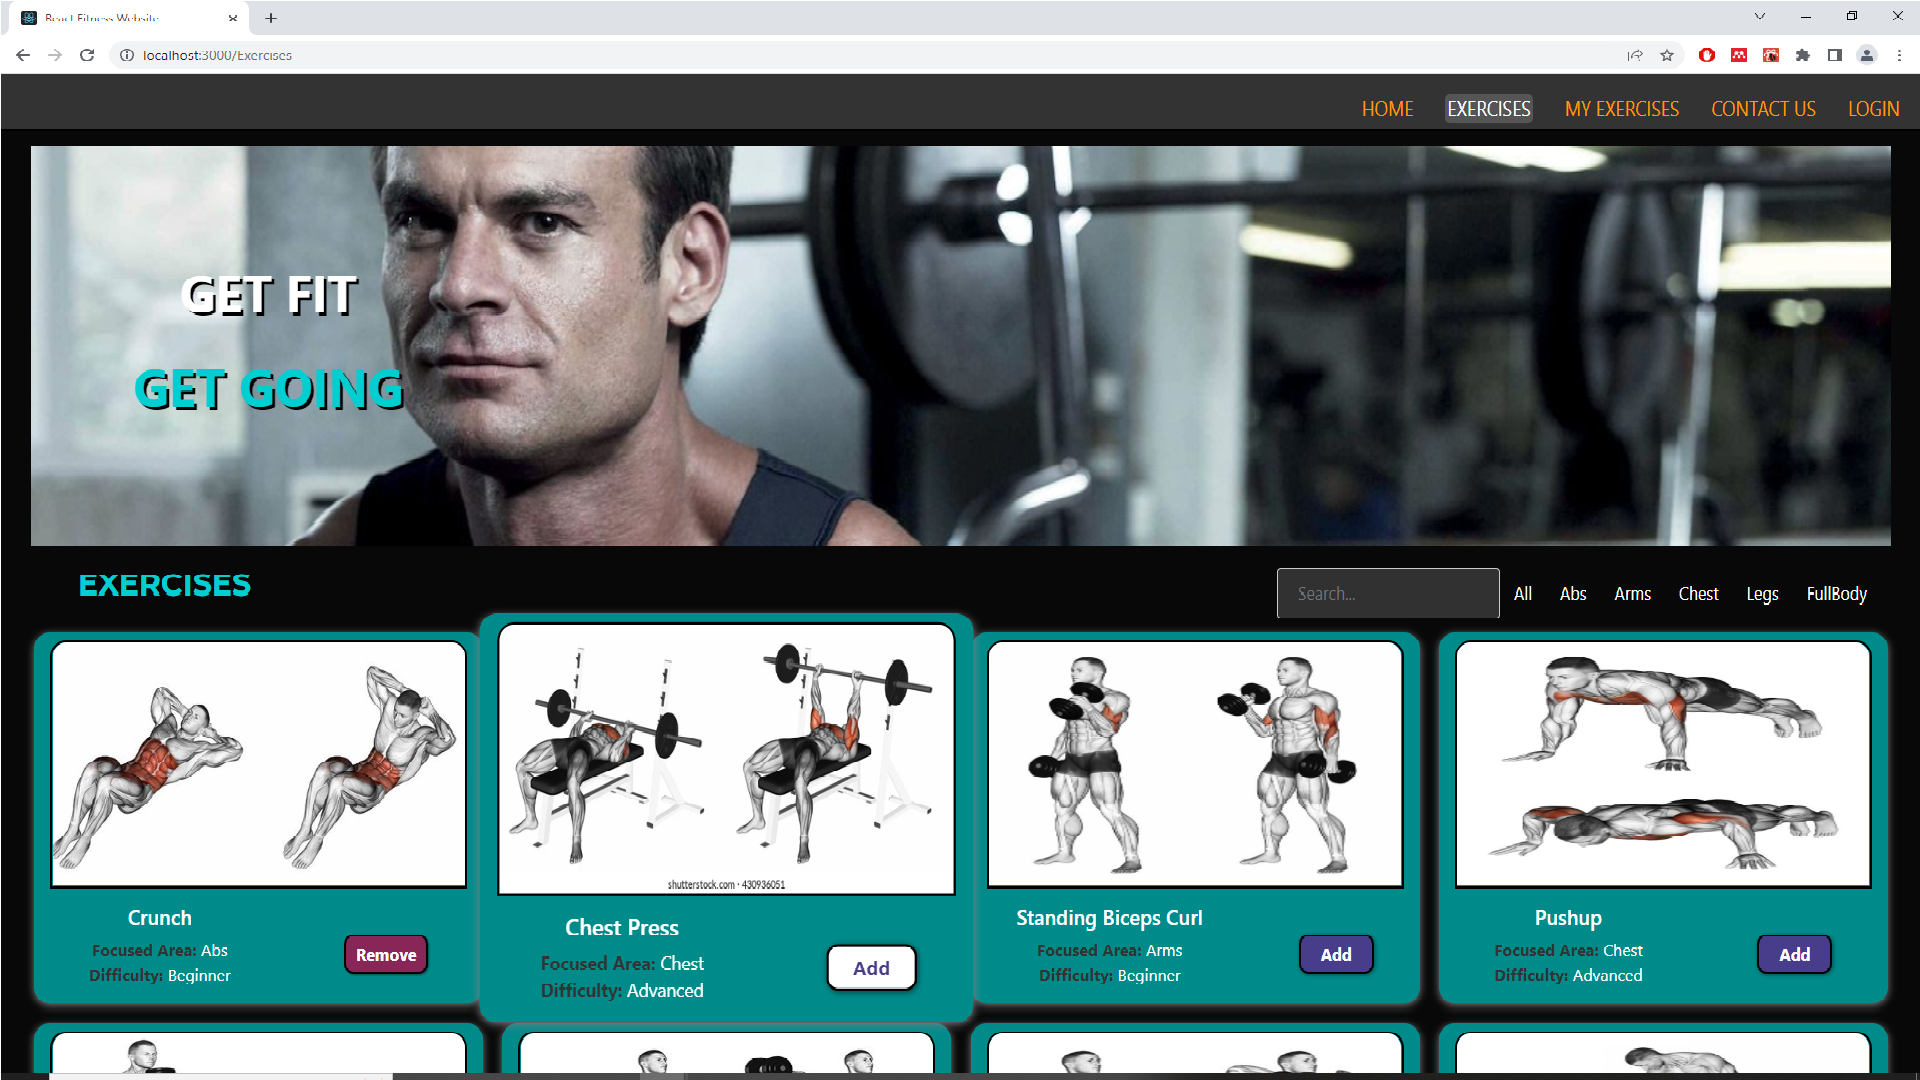 React Fitness Website
localhost:3000/Exercises
HOME EXERCISES MY EXERCISES CONTACT US LOGIN
GET FIT
GET GOING
EXERCISES
Search... All Abs Arms Chest Legs FullBody
shutterstock.com · 430936051
Crunch
Focused Area: Abs
Difficulty: Beginner
Remove
Chest Press
Focused Area: Chest
Difficulty: Advanced
Add
Standing Biceps Curl
Focused Area: Arms
Difficulty: Beginner
Add
Pushup
Focused Area: Chest
Difficulty: Advanced
Add